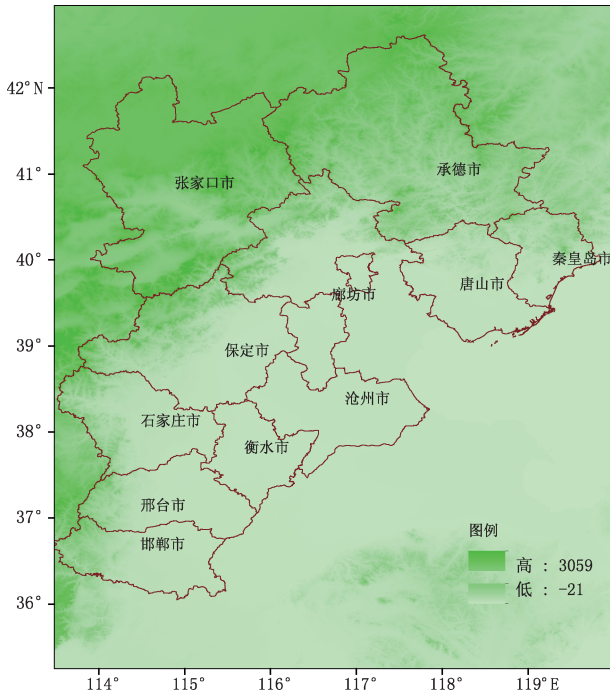 42°N
41°
40°
39°
38°
37°
36°
张家口市
承德市
秦皇岛市
唐山市
廊坊市
保定市
沧州市
石家庄市
衡水市
邢台市
邯郸市
图例
高 : 3059
低 : -21
114° 115° 116° 117° 118° 119°E